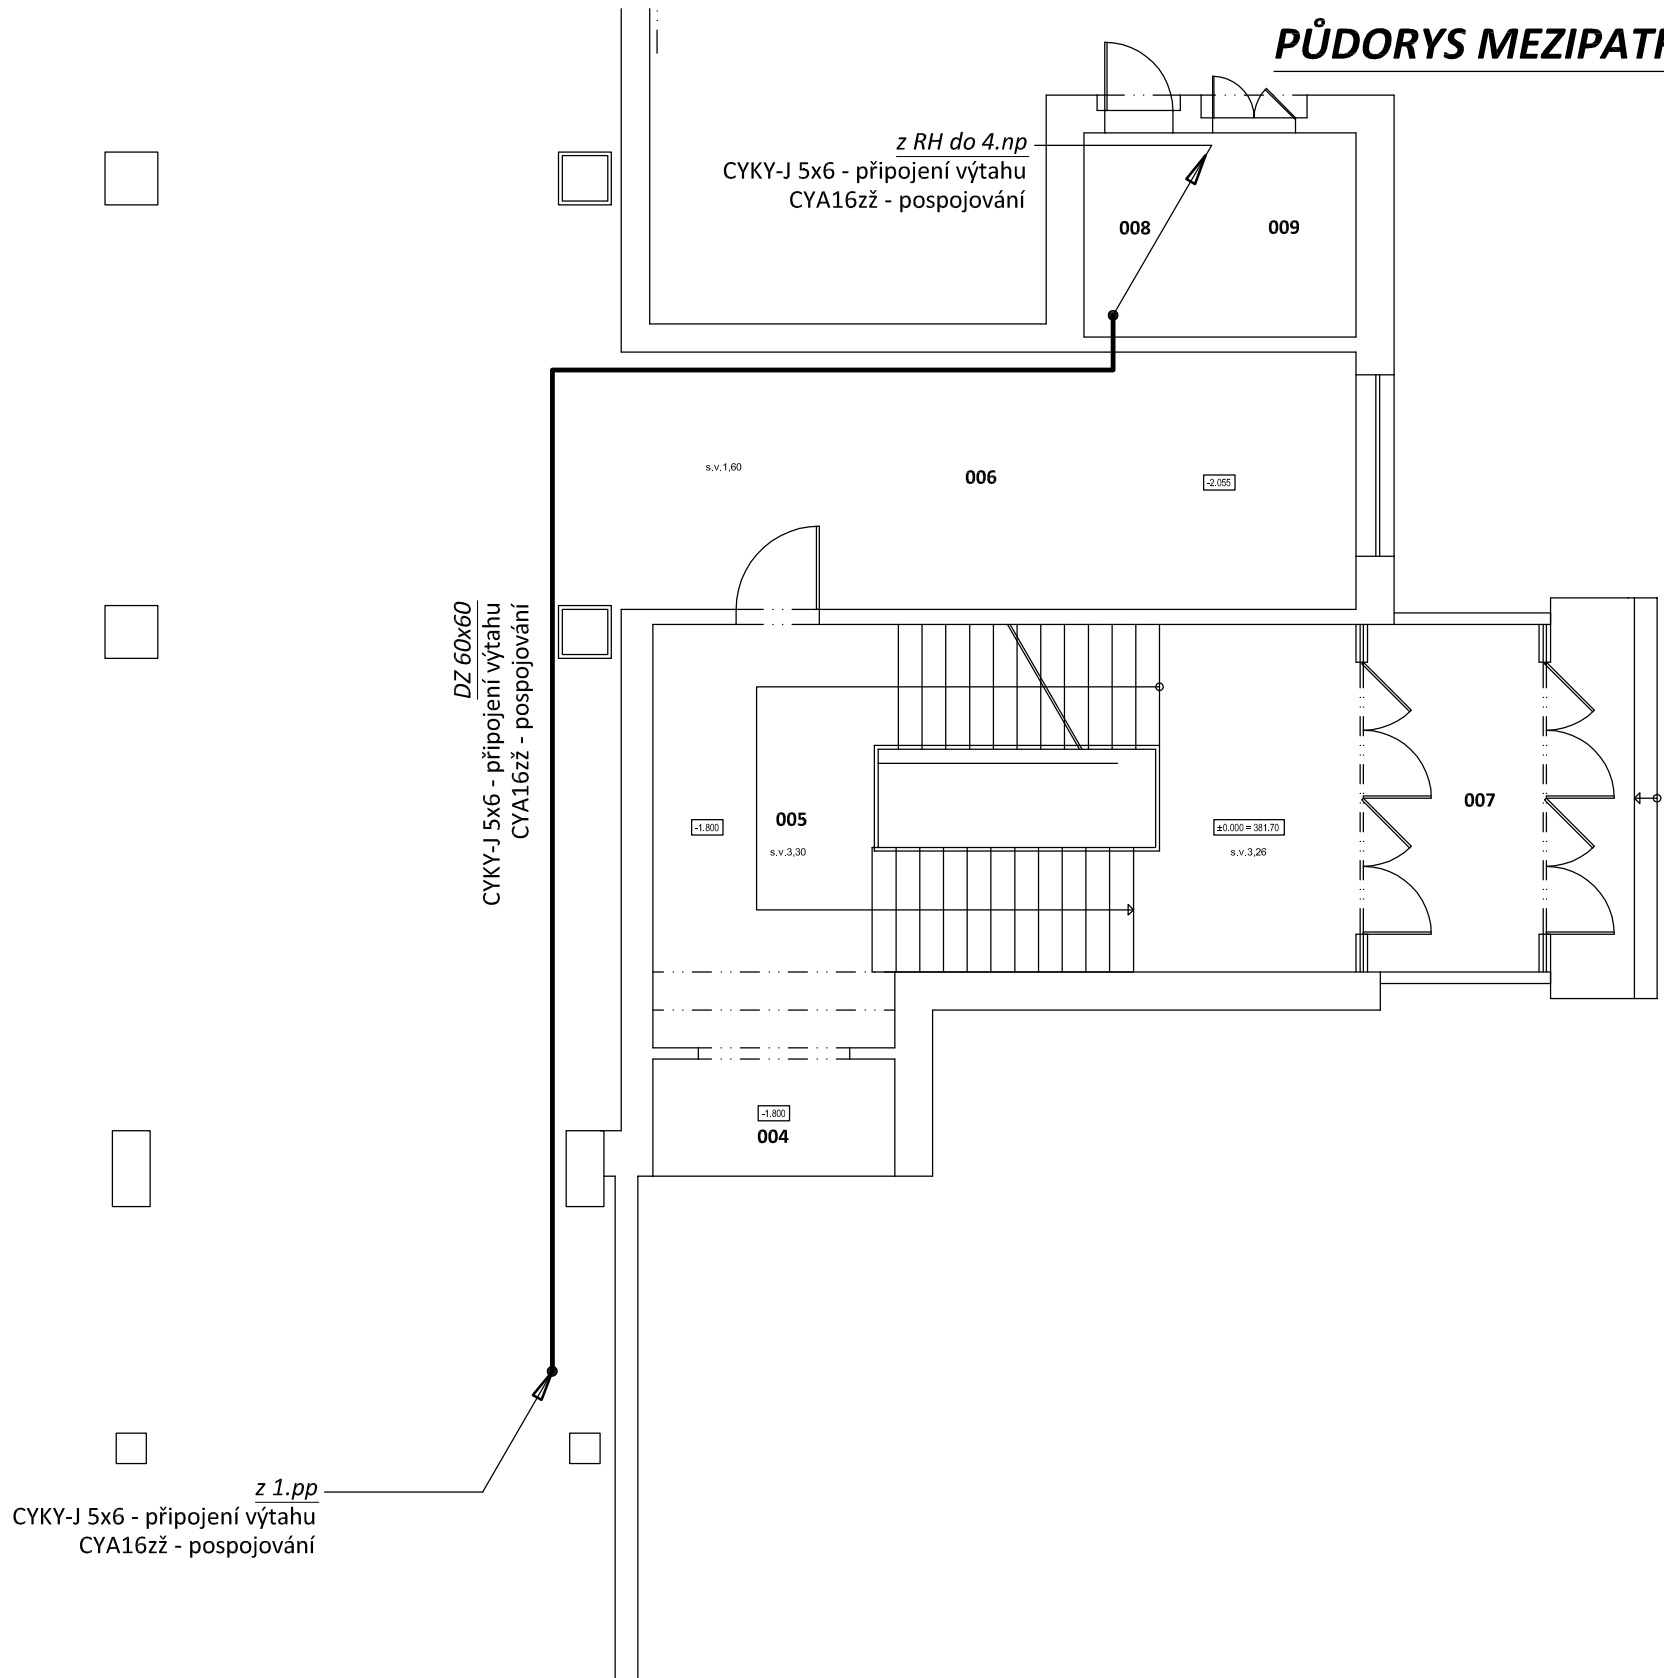 PŮDORYS MEZIPATR
z RH do 4.np
CYKY-J 5x6 - připojení výtahu
CYA16zž - pospojování
008
009
s.v.1,60
006
-2.055
DZ 60x60
CYKY-J 5x6 - připojení výtahu
CYA16zž - pospojování
-1.800
005
s.v.3,30
±0.000 = 381.70
s.v.3,26
007
-1.800
004
z 1.pp
CYKY-J 5x6 - připojení výtahu
CYA16zž - pospojování